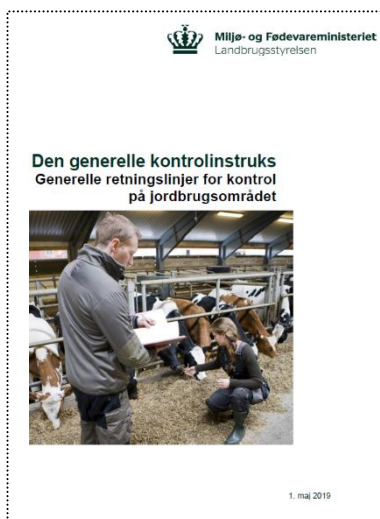 Miljø- og Fødevareministeriet
Landbrugsstyrelsen
Den generelle kontrolinstruks
Generelle retningslinjer for kontrol
på jordbrugsområdet
1. maj 2019